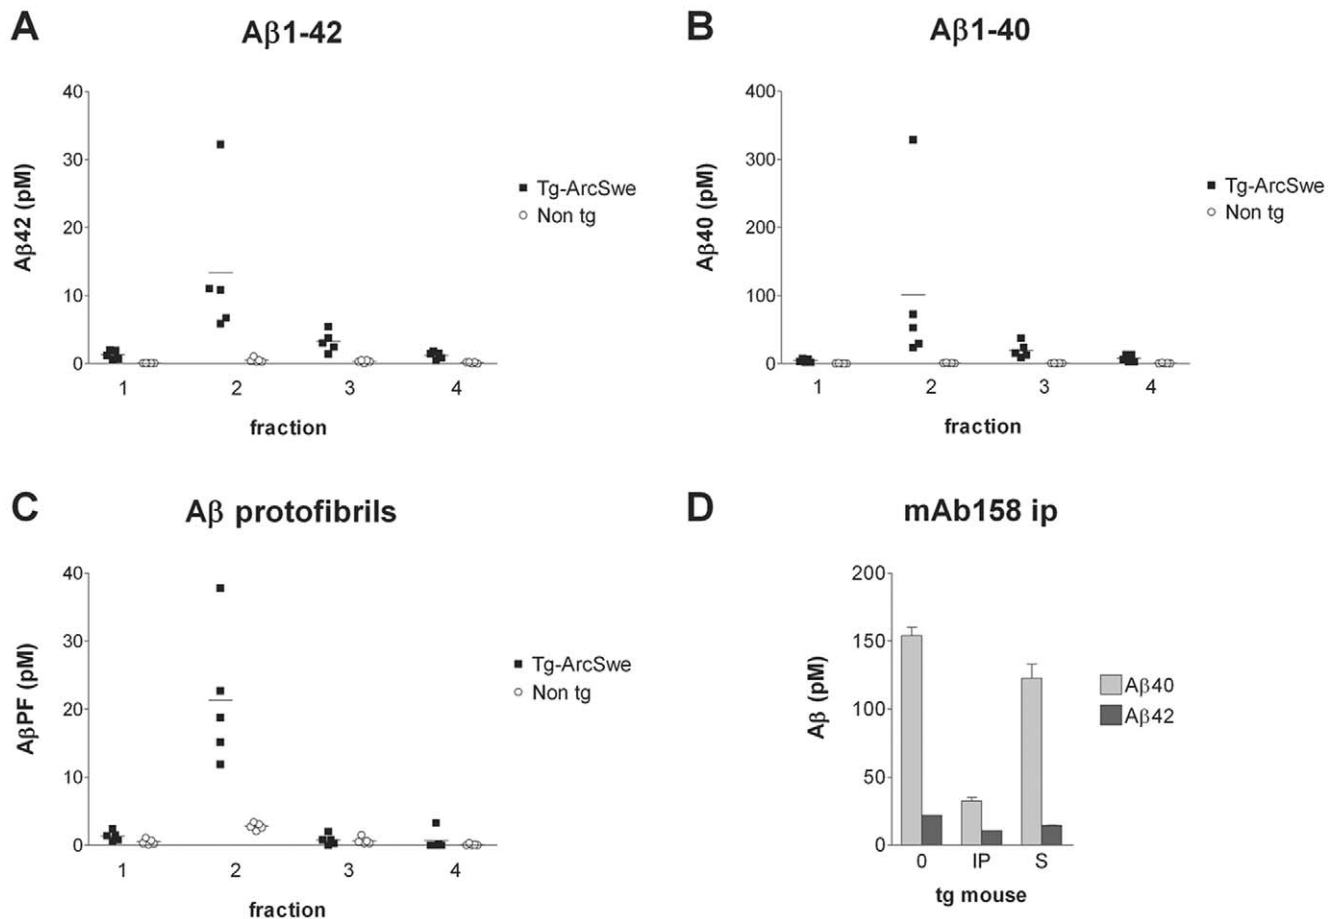 A
Aβ1-42
40
30
20
10
0
Aβ42 (pM)
1 2 3 4
fraction
Tg-ArcSwe
Non tg
B
Aβ1-40
400
300
200
100
0
Aβ40 (pM)
1 2 3 4
fraction
Tg-ArcSwe
Non tg
C
Aβ protofibrils
40
30
20
10
0
AβPF (pM)
1 2 3 4
fraction
Tg-ArcSwe
Non tg
D
mAb158 ip
200
150
100
50
0
Aβ (pM)
0 IP S
tg mouse
Aβ40
Aβ42